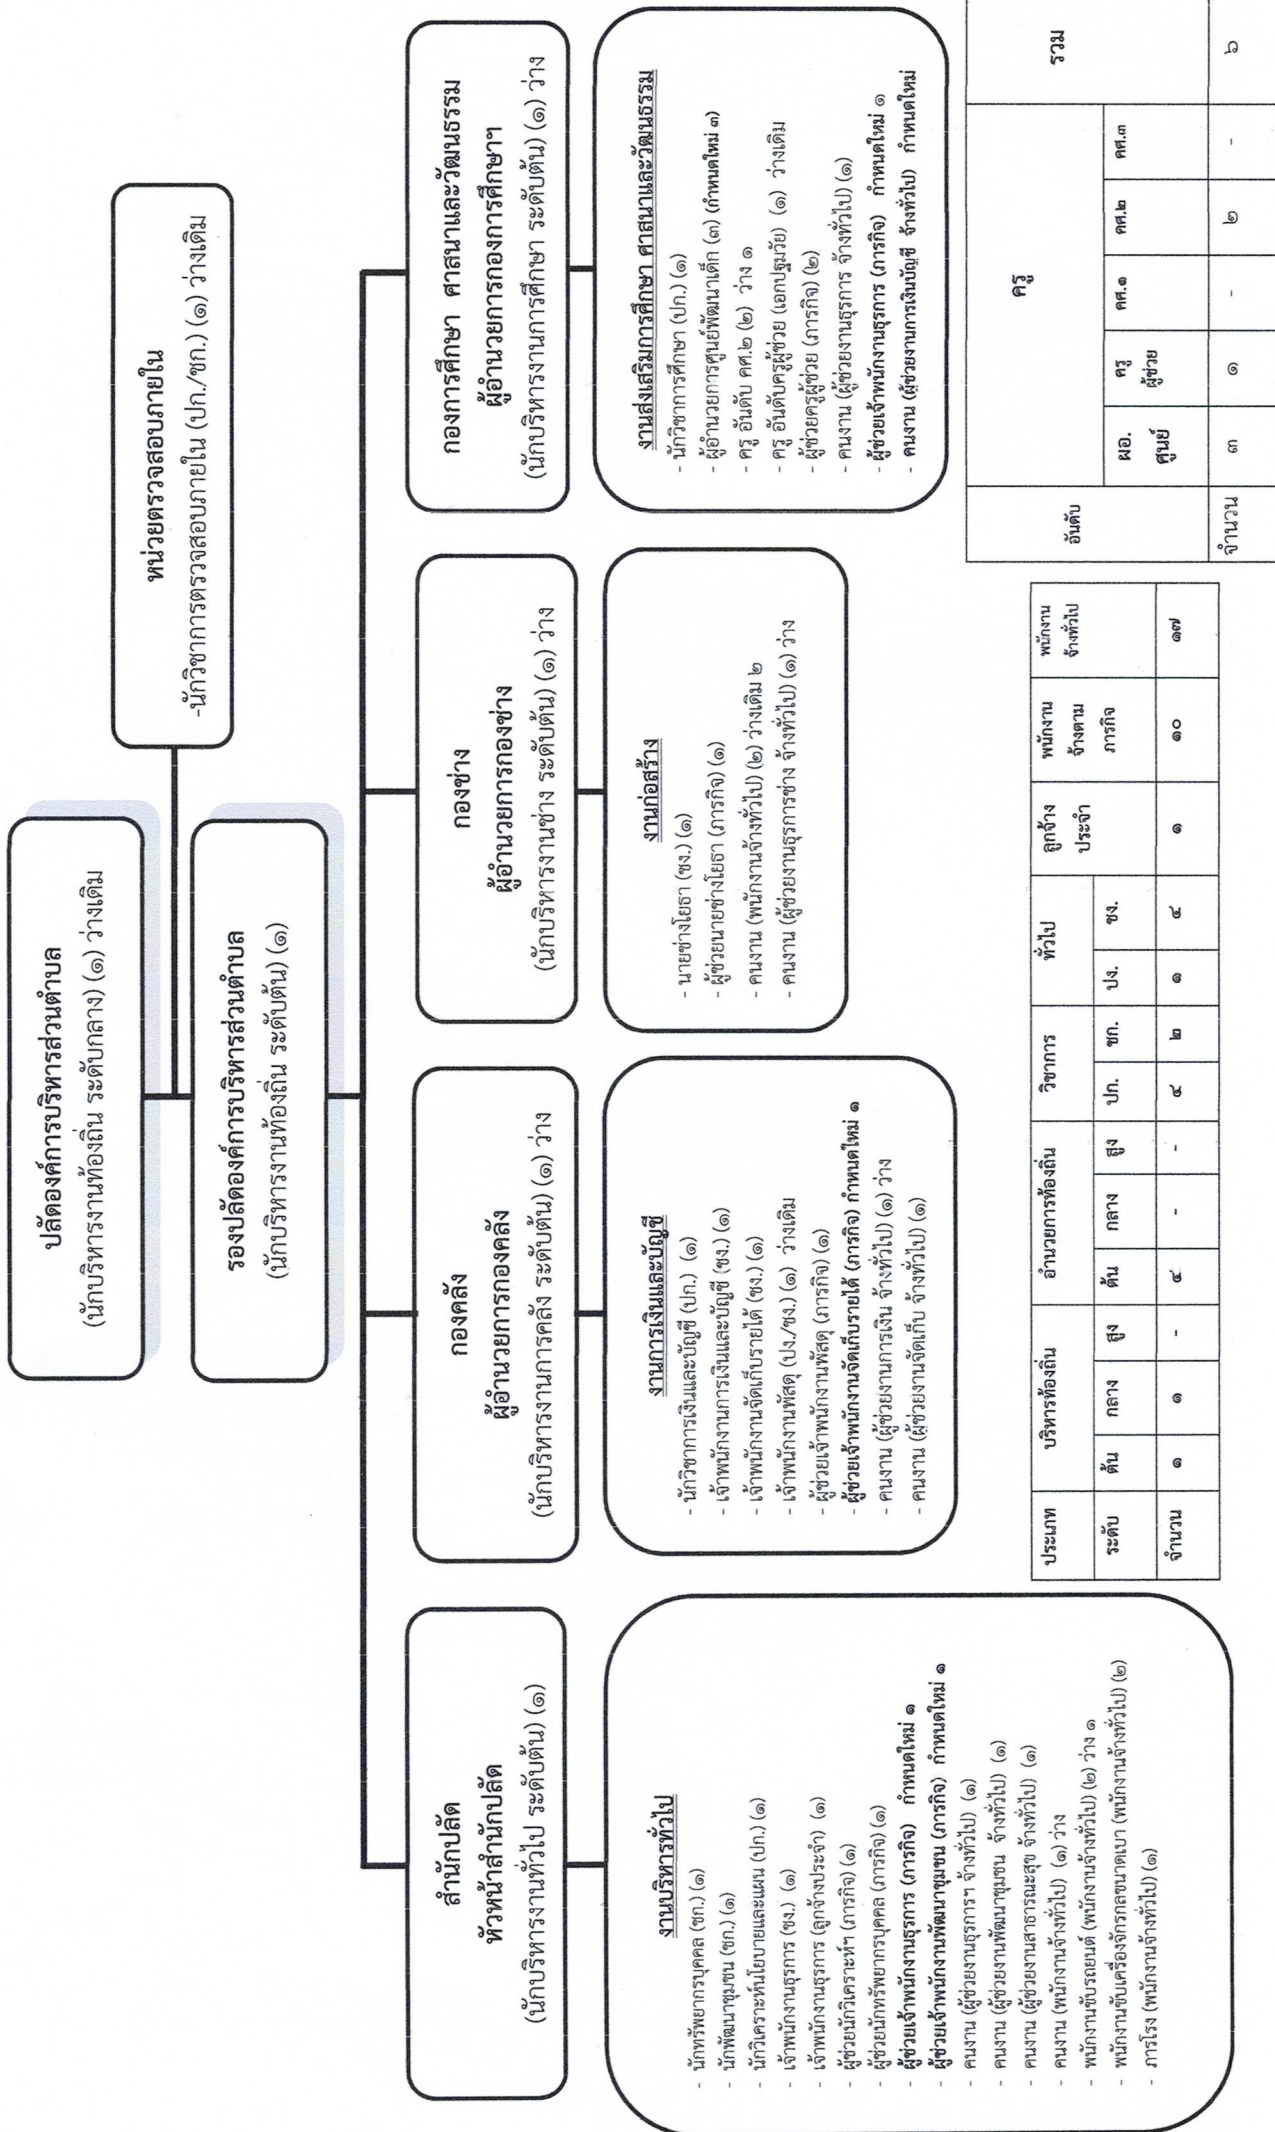 ปลัดองค์การบริหารส่วนตำบล
(นักบริหารงานท้องถิ่น ระดับกลาง) (๑) ว่างเดิม
หน่วยตรวจสอบภายใน
-นักวิชาการตรวจสอบภายใน (ปก./ชก.) (๑) ว่างเดิม
รองปลัดองค์การบริหารส่วนตำบล
(นักบริหารงานท้องถิ่น ระดับต้น) (๑)
สำนักปลัด
หัวหน้าสำนักปลัด
(นักบริหารงานทั่วไป ระดับต้น) (๑)
กองคลัง
ผู้อำนวยการกองคลัง
(นักบริหารงานการคลัง ระดับต้น) (๑) ว่าง
กองช่าง
ผู้อำนวยการกองช่าง
(นักบริหารงานช่าง ระดับต้น) (๑) ว่าง
กองการศึกษา ศาสนาและวัฒนธรรม
ผู้อำนวยการกองการศึกษาฯ
(นักบริหารงานการศึกษา ระดับต้น) (๑) ว่าง
งานบริหารทั่วไป
- นักทรัพยากรบุคคล (ชก.) (๑)
- นักพัฒนาชุมชน (ชก.) (๑)
- นักวิเคราะห์นโยบายและแผน (ปก.) (๑)
- เจ้าพนักงานธุรการ (ชง.) (๑)
- เจ้าพนักงานธุรการ (ลูกจ้างประจำ) (๑)
- ผู้ช่วยนักวิเคราะห์ฯ (ภารกิจ) (๑)
- ผู้ช่วยนักทรัพยากรบุคคล (ภารกิจ) (๑)
- ผู้ช่วยเจ้าพนักงานธุรการ (ภารกิจ) กำหนดใหม่ ๑
- ผู้ช่วยเจ้าพนักงานพัฒนาชุมชน (ภารกิจ) กำหนดใหม่ ๑
- คนงาน (ผู้ช่วยงานธุรการฯ จ้างทั่วไป) (๑)
- คนงาน (ผู้ช่วยงานพัฒนาชุมชน จ้างทั่วไป) (๑)
- คนงาน (ผู้ช่วยงานสาธารณะสุข จ้างทั่วไป) (๑)
- คนงาน (พนักงานจ้างทั่วไป) (๑) ว่าง
- พนักงานขับรถยนต์ (พนักงานจ้างทั่วไป) (๒) ว่าง ๑
- พนักงานขับเครื่องจักรกลขนาดเบา (พนักงานจ้างทั่วไป) (๒)
- ภารโรง (พนักงานจ้างทั่วไป) (๑)
งานการเงินและบัญชี
- นักวิชาการเงินและบัญชี (ปก.) (๑)
- เจ้าพนักงานการเงินและบัญชี (ชง.) (๑)
- เจ้าพนักงานจัดเก็บรายได้ (ชง.) (๑)
- เจ้าพนักงานพัสดุ (ปง./ชง.) (๑) ว่างเดิม
- ผู้ช่วยเจ้าพนักงานพัสดุ (ภารกิจ) (๑)
- ผู้ช่วยเจ้าพนักงานจัดเก็บรายได้ (ภารกิจ) กำหนดใหม่ ๑
- คนงาน (ผู้ช่วยงานการเงิน จ้างทั่วไป) (๑) ว่าง
- คนงาน (ผู้ช่วยงานจัดเก็บ จ้างทั่วไป) (๑)
งานก่อสร้าง
- นายช่างโยธา (ชง.) (๑)
- ผู้ช่วยนายช่างโยธา (ภารกิจ) (๑)
- คนงาน (พนักงานจ้างทั่วไป) (๒) ว่างเดิม ๒
- คนงาน (ผู้ช่วยงานธุรการช่าง จ้างทั่วไป) (๑) ว่าง
งานส่งเสริมการศึกษา ศาสนาและวัฒนธรรม
- นักวิชาการศึกษา (ปก.) (๑)
- ผู้อำนวยการศูนย์พัฒนาเด็ก (๓) (กำหนดใหม่ ๓)
- ครู อันดับ คศ.๒ (๒) ว่าง ๑
- ครู อันดับครูผู้ช่วย (เอกปฐมวัย) (๑) ว่างเดิม
- ผู้ช่วยครูผู้ช่วย (ภารกิจ) (๒)
- คนงาน (ผู้ช่วยงานธุรการ จ้างทั่วไป) (๑)
- ผู้ช่วยเจ้าพนักงานธุรการ (ภารกิจ) กำหนดใหม่ ๑
- คนงาน (ผู้ช่วยงานการเงินบัญชี จ้างทั่วไป) กำหนดใหม่
ประเภท บริหารท้องถิ่น อำนวยการท้องถิ่น วิชาการ ทั่วไป ลูกจ้างประจำ พนักงานจ้างตามภารกิจ พนักงานจ้างทั่วไป
ระดับ ต้น กลาง สูง ต้น กลาง สูง ปก. ชก. ปง. ชง.
จำนวน ๑ ๑ - ๔ - - ๔ ๒ ๑ ๔ ๑ ๑๐ ๑๗
อันดับ ครู รวม
ผอ.ศูนย์ ครูผู้ช่วย คศ.๑ คศ.๒ คศ.๓
จำนวน ๓ ๑ - ๒ - ๖